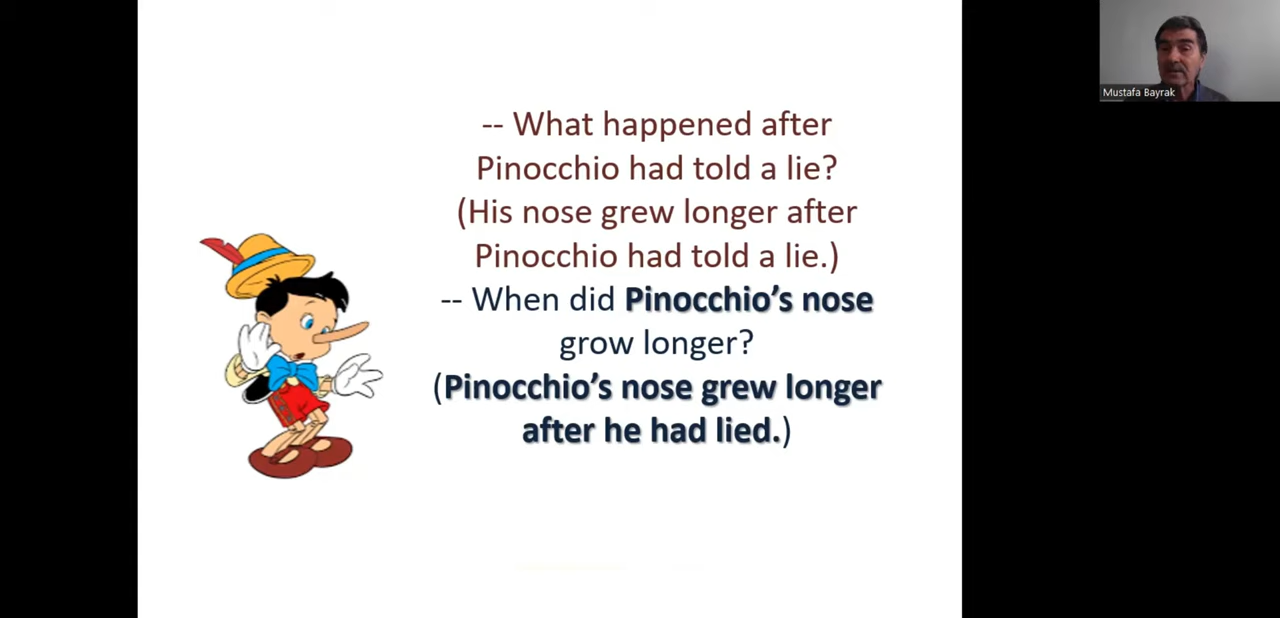 Mustafa Bayrak
-- What happened after
Pinocchio had told a lie?
(His nose grew longer after
Pinocchio had told a lie.)
-- When did Pinocchio’s nose
grow longer?
(Pinocchio’s nose grew longer
after he had lied.)